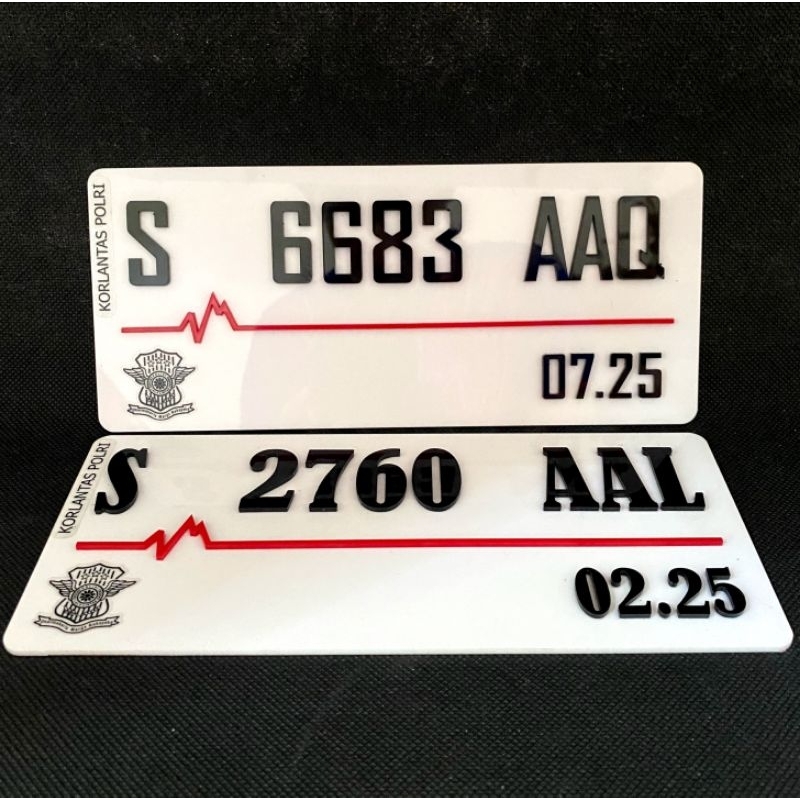 KORLANTAS POLRI
S 6683 AAQ
07.25
KORLANTAS POLRI
S 2760 AAL
02.25